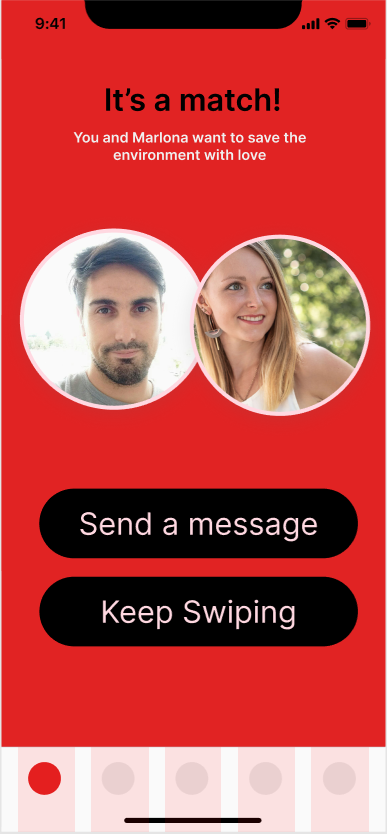 9:41
It’s a match!
You and Marlona want to save the
environment with love
Send a message
Keep Swiping